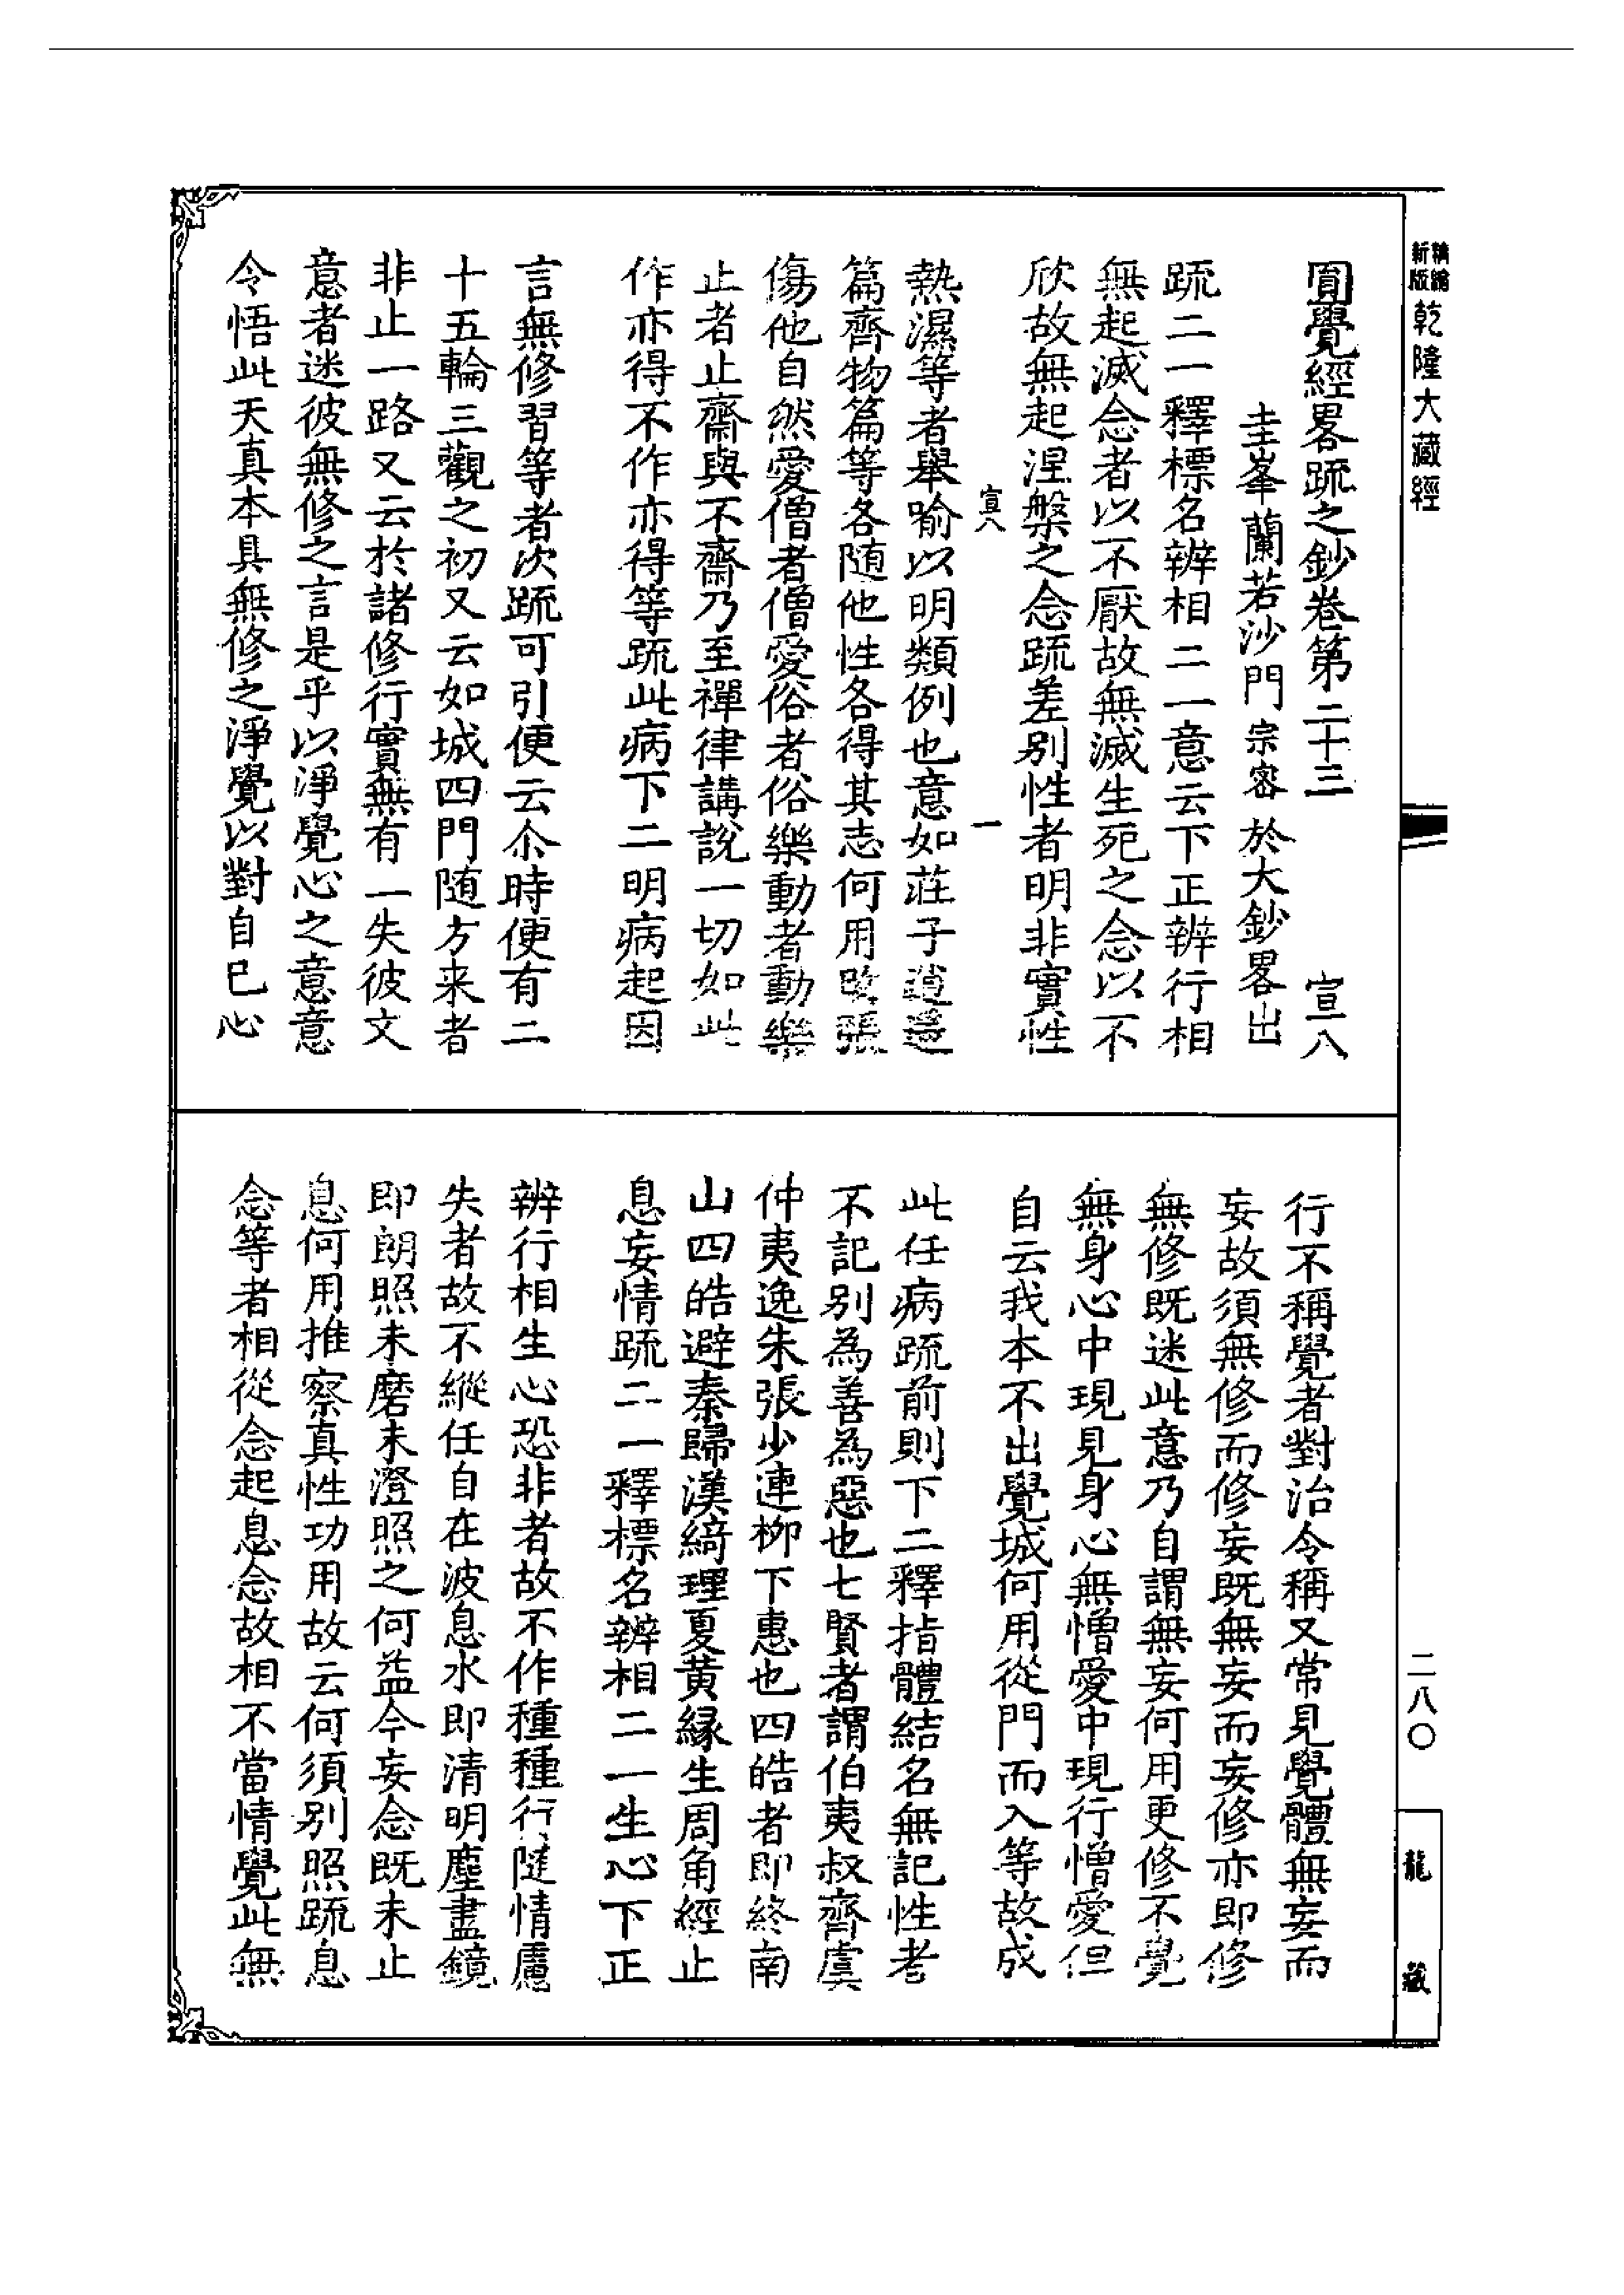 新編縮版乾隆大藏經
圓覺經畧疏之鈔卷第二十三 宣八
圭峯蘭若沙門宗密於大鈔畧出
疏二一釋標名辨相二一意云下正辨行相
無起滅念者以不厭故無滅生死之念以不
欣故無起涅槃之念疏差別性者明非實性
宣八 一
熱濕等者舉喻以明類例也意如莊子逍遥
篇齊物篇等各随他性各得其志何用改張
傷他自然愛僧者僧愛俗者俗樂動者動樂
止者止齋與不齋乃至禪律講說一切如此
作亦得不作亦得等疏此病下二明病起因
言無修習等者次疏可引便云尒時便有二
十五輪三觀之初又云如城四門随方来者
非止一路又云於諸修行實無有一失彼文
意者迷彼無修之言是乎以淨覺心之意意
令悟此天真本具無修之淨覺以對自巳心
行不稱覺者對治令稱又常見覺體無妄而
妄故須無修而修妄既無妄而妄修亦即修
無修既迷此意乃自謂無妄何用更修不覺
無身心中現見身心無憎愛中現行憎愛但
自云我本不出覺城何用從門而入等故成
此任病疏前則下二釋指體結名無記性者
不記別為善為惡也七賢者謂伯夷叔齊虞
仲夷逸朱張少連柳下惠也四皓者即終南
山四皓避秦歸漢綺理夏黄緣生周角經止
息妄情疏二一釋標名辨相二一生心下正
辨行相生心恐非者故不作種種行随情慮
失者故不縱任自在波息水即清明塵盡鏡
即朗照未磨未澄照之何益今妄念既未止
息何用推察真性功用故云何須別照疏息
念等者相從念起息念故相不當情覺此無
二八〇
龍藏